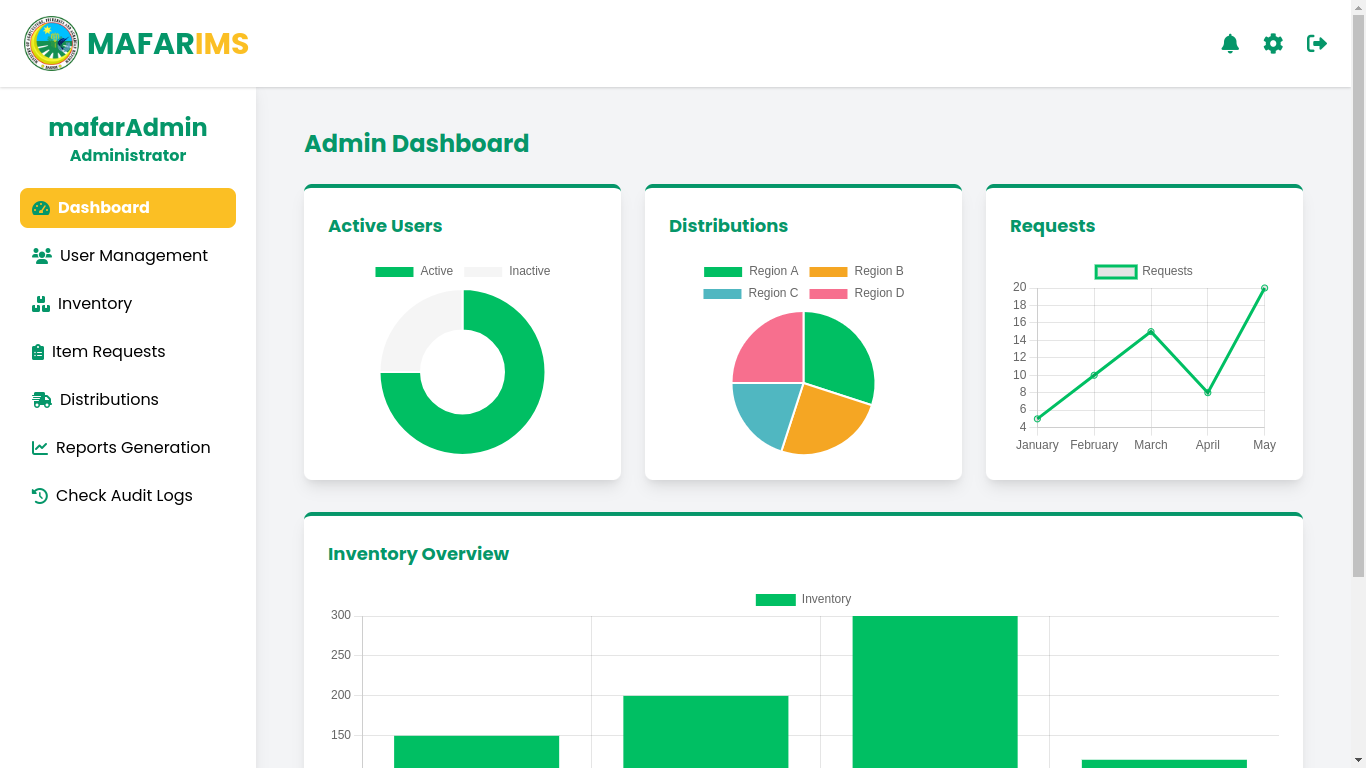 MAFARIMS
mafarAdmin
Administrator
Dashboard
User Management
Inventory
Item Requests
Distributions
Reports Generation
Check Audit Logs
Admin Dashboard
Active Users
Active Inactive
Distributions
Region A Region B
Region C Region D
Requests
Requests
20
18
16
14
12
10
8
6
4
January February March April May
Inventory Overview
Inventory
300
250
200
150